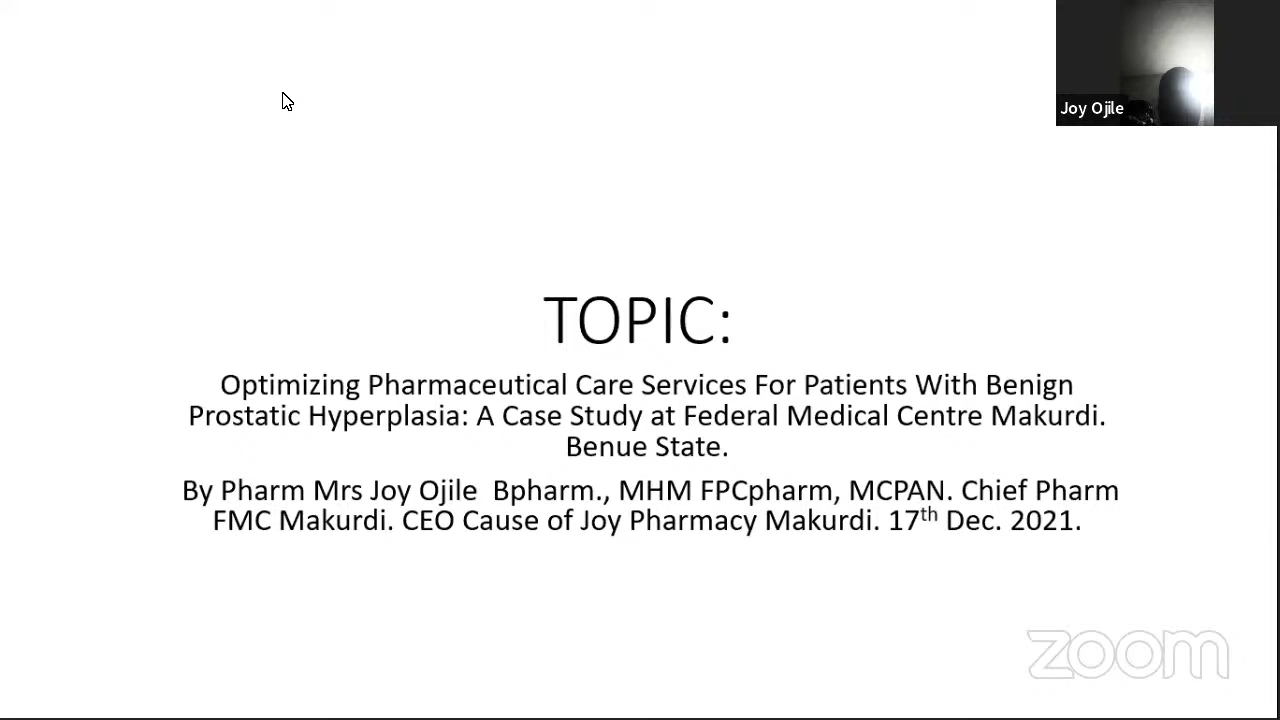 Joy Ojile
TOPIC:
Optimizing Pharmaceutical Care Services For Patients With Benign
Prostatic Hyperplasia: A Case Study at Federal Medical Centre Makurdi.
Benue State.
By Pharm Mrs Joy Ojile  Bpharm., MHM FPCpharm, MCPAN. Chief Pharm
FMC Makurdi. CEO Cause of Joy Pharmacy Makurdi. 17th Dec. 2021.
zoom